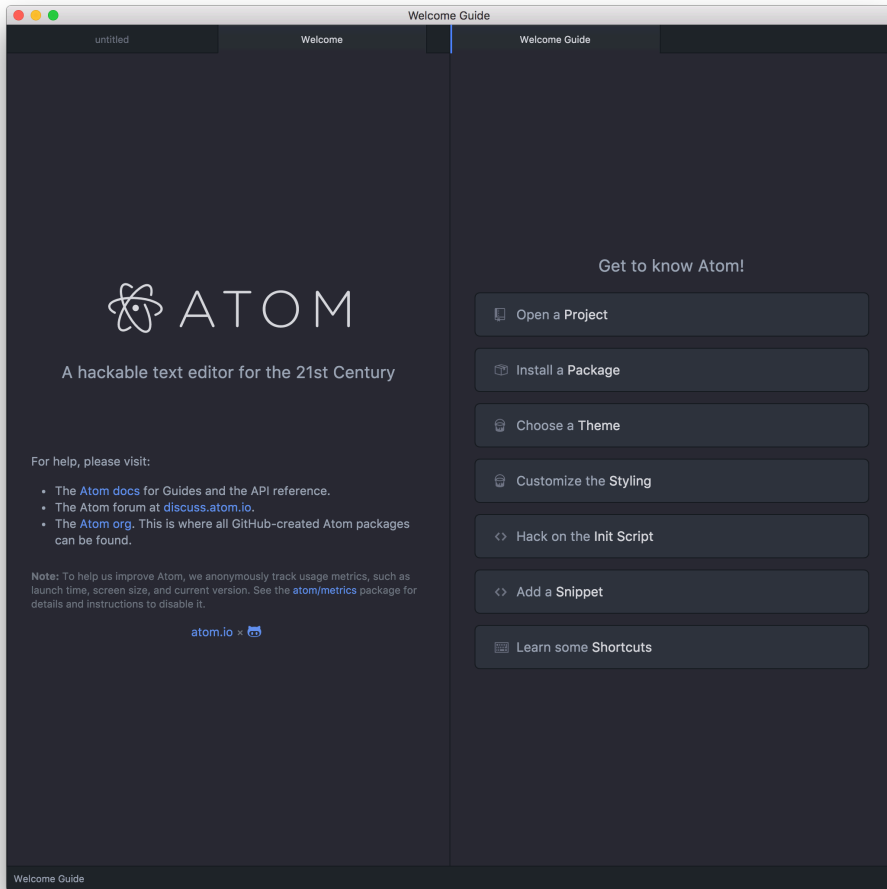 Welcome Guide
untitled
Welcome
Welcome Guide
ATOM
A hackable text editor for the 21st Century
For help, please visit:
• The Atom docs for Guides and the API reference.
• The Atom forum at discuss.atom.io.
• The Atom org. This is where all GitHub-created Atom packages
can be found.
Note: To help us improve Atom, we anonymously track usage metrics, such as
launch time, screen size, and current version. See the atom/metrics package for
details and instructions to disable it.
atom.io ×
Get to know Atom!
Open a Project
Install a Package
Choose a Theme
Customize the Styling
Hack on the Init Script
Add a Snippet
Learn some Shortcuts
Welcome Guide